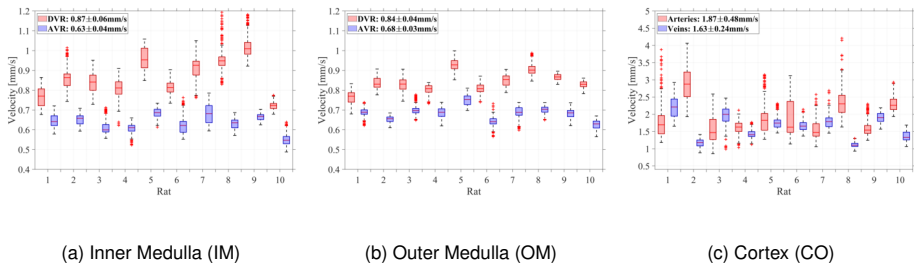 DVR: 0.87±0.06mm/s
AVR: 0.63±0.04mm/s
Velocity [mm/s]
1.2
1.1
1
0.9
0.8
0.7
0.6
0.5
0.4
1 2 3 4 5 6 7 8 9 10
Rat
(a) Inner Medulla (IM)
DVR: 0.84±0.04mm/s
AVR: 0.68±0.03mm/s
Velocity [mm/s]
1.2
1.1
1
0.9
0.8
0.7
0.6
0.5
0.4
1 2 3 4 5 6 7 8 9 10
Rat
(b) Outer Medulla (OM)
Arteries: 1.87±0.48mm/s
Veins: 1.63±0.24mm/s
Velocity [mm/s]
5
4.5
4
3.5
3
2.5
2
1.5
1
0.5
1 2 3 4 5 6 7 8 9 10
Rat
(c) Cortex (CO)